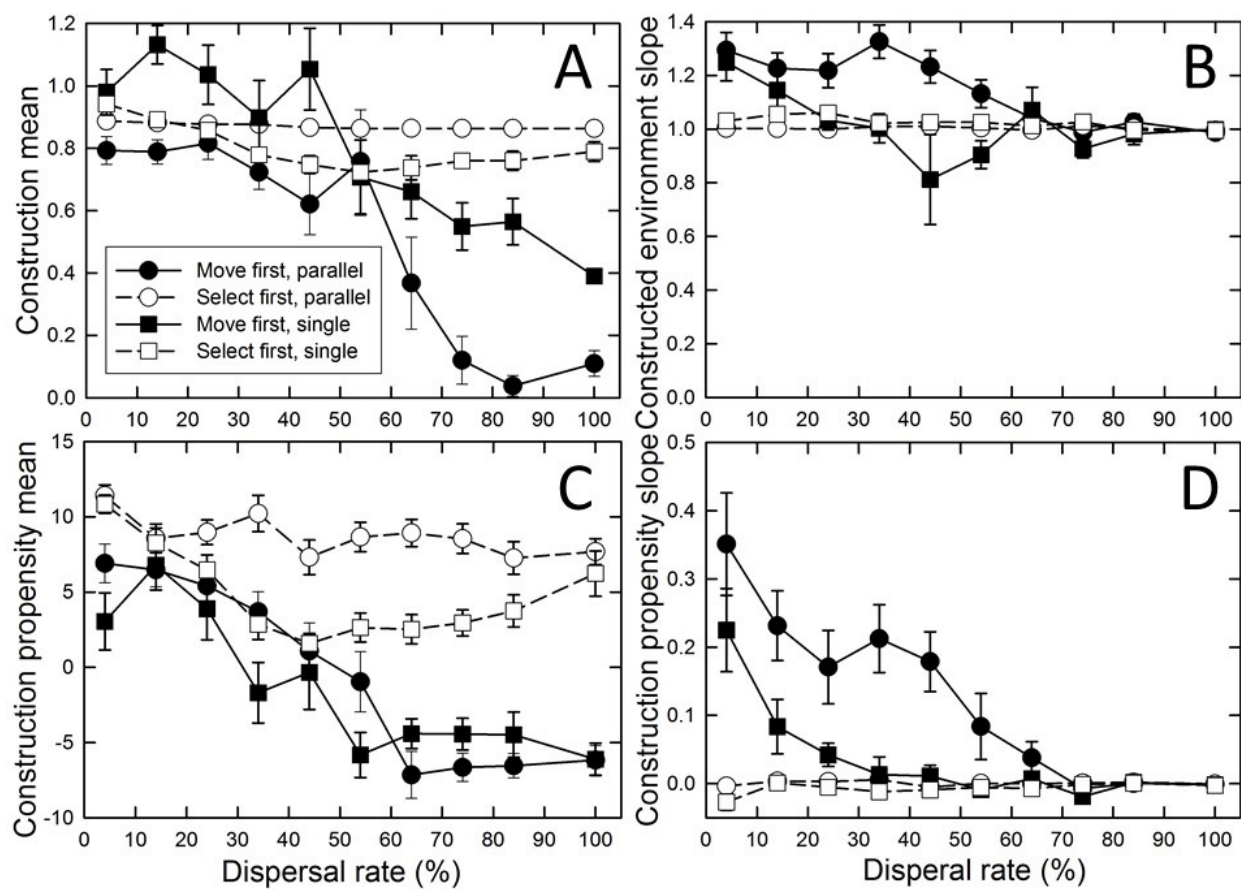 A
Construction mean
1.2
1.0
0.8
0.6
0.4
0.2
0.0
Move first, parallel
Select first, parallel
Move first, single
Select first, single
0 10 20 30 40 50 60 70 80 90 100
B
Constructed environment slope
1.4
1.2
1.0
0.8
0.6
0.4
0.2
0.0
0 10 20 30 40 50 60 70 80 90 100
C
Construction propensity mean
15
10
5
0
-5
-10
0 10 20 30 40 50 60 70 80 90 100
Dispersal rate (%)
D
Construction propensity slope
0.5
0.4
0.3
0.2
0.1
0.0
0 10 20 30 40 50 60 70 80 90 100
Disperal rate (%)